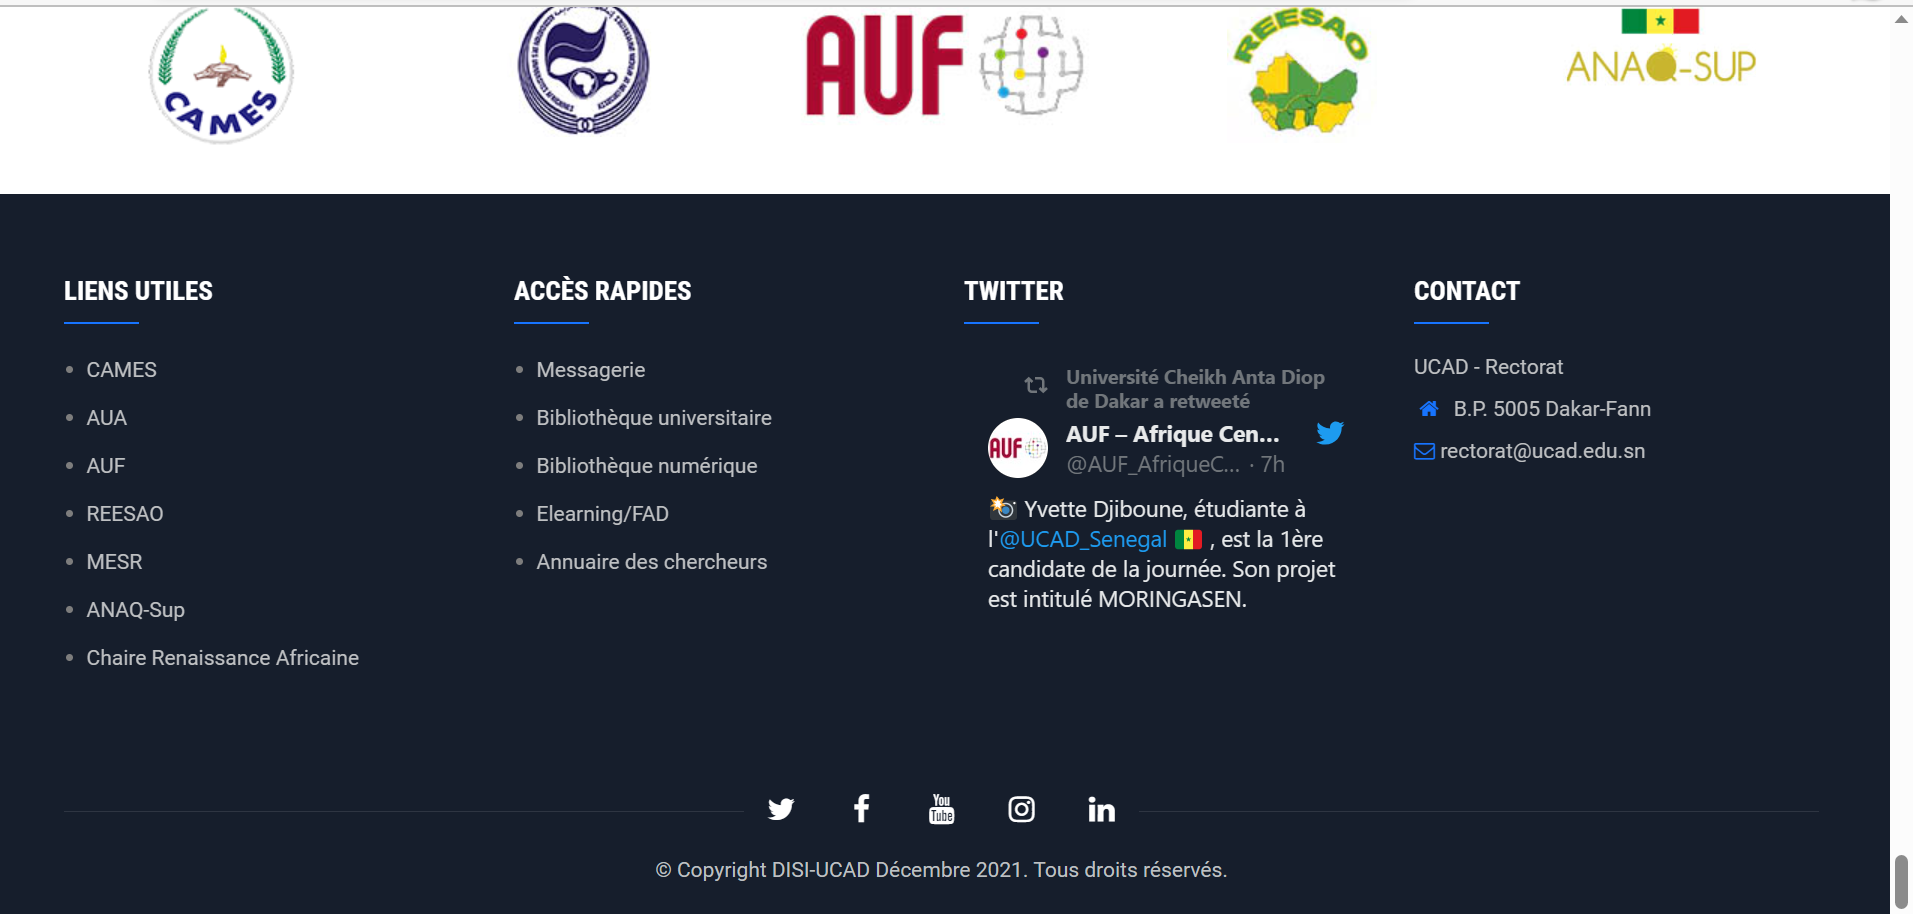 CAMES
AUF
REESAO
ANAQ-SUP
LIENS UTILES
CAMES
AUA
AUF
REESAO
MESR
ANAQ-Sup
Chaire Renaissance Africaine
ACCÈS RAPIDES
Messagerie
Bibliothèque universitaire
Bibliothèque numérique
Elearning/FAD
Annuaire des chercheurs
TWITTER
Université Cheikh Anta Diop
de Dakar a retweeté
AUF
AUF – Afrique Cen...
@AUF_AfriqueC... · 7h
Yvette Djiboune, étudiante à
l'@UCAD_Senegal , est la 1ère
candidate de la journée. Son projet
est intitulé MORINGASEN.
CONTACT
UCAD - Rectorat
B.P. 5005 Dakar-Fann
rectorat@ucad.edu.sn
You
Tube
© Copyright DISI-UCAD Décembre 2021. Tous droits réservés.